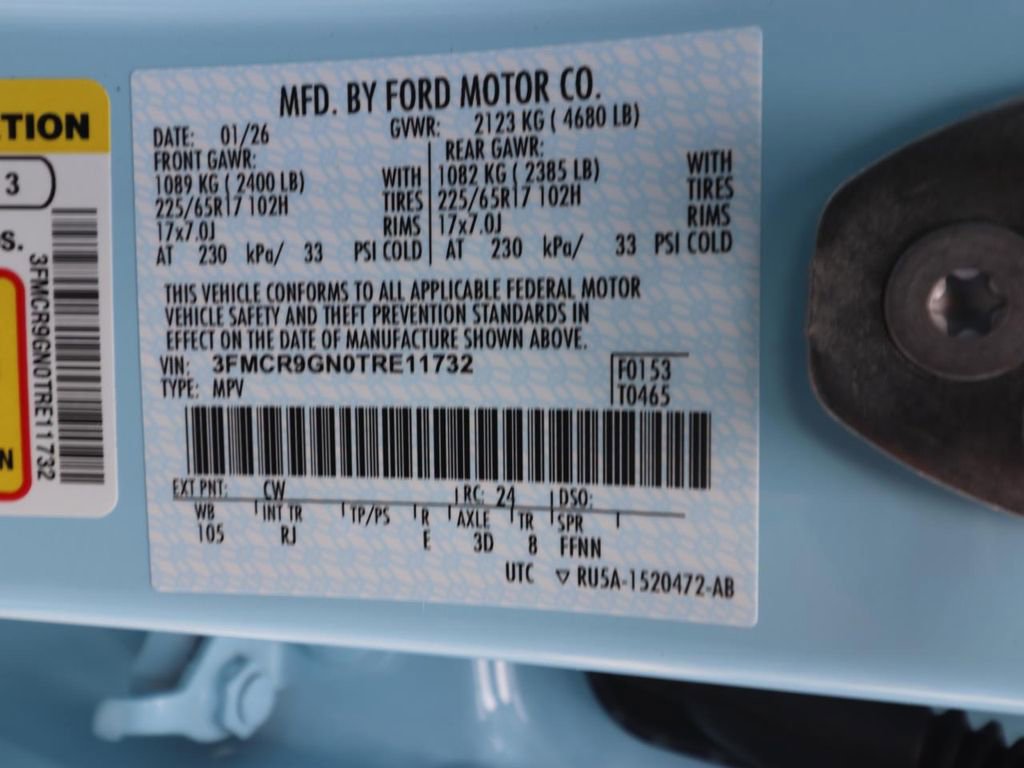 TION
3
S.
3FMCR9GN0TRE11732
N
MFD. BY FORD MOTOR CO.
DATE: 01/26 GVWR: 2123 KG ( 4680 LB)
FRONT GAWR: REAR GAWR:
1089 KG ( 2400 LB) WITH 1082 KG ( 2385 LB) WITH
225/65R17 102H TIRES 225/65R17 102H TIRES
17x7.0J RIMS 17x7.0J RIMS
AT 230 kPa/ 33 PSI COLD AT 230 kPa/ 33 PSI COLD
THIS VEHICLE CONFORMS TO ALL APPLICABLE FEDERAL MOTOR
VEHICLE SAFETY AND THEFT PREVENTION STANDARDS IN
EFFECT ON THE DATE OF MANUFACTURE SHOWN ABOVE.
VIN: 3FMCR9GN0TRE11732 F0153
TYPE: MPV T0465
EXT PNT: CW RC: 24 DSO:
WB INT TR TP/PS R AXLE TR SPR
105 RJ E 3D 8 FFNN
UTC ▽ RU5A-1520472-AB